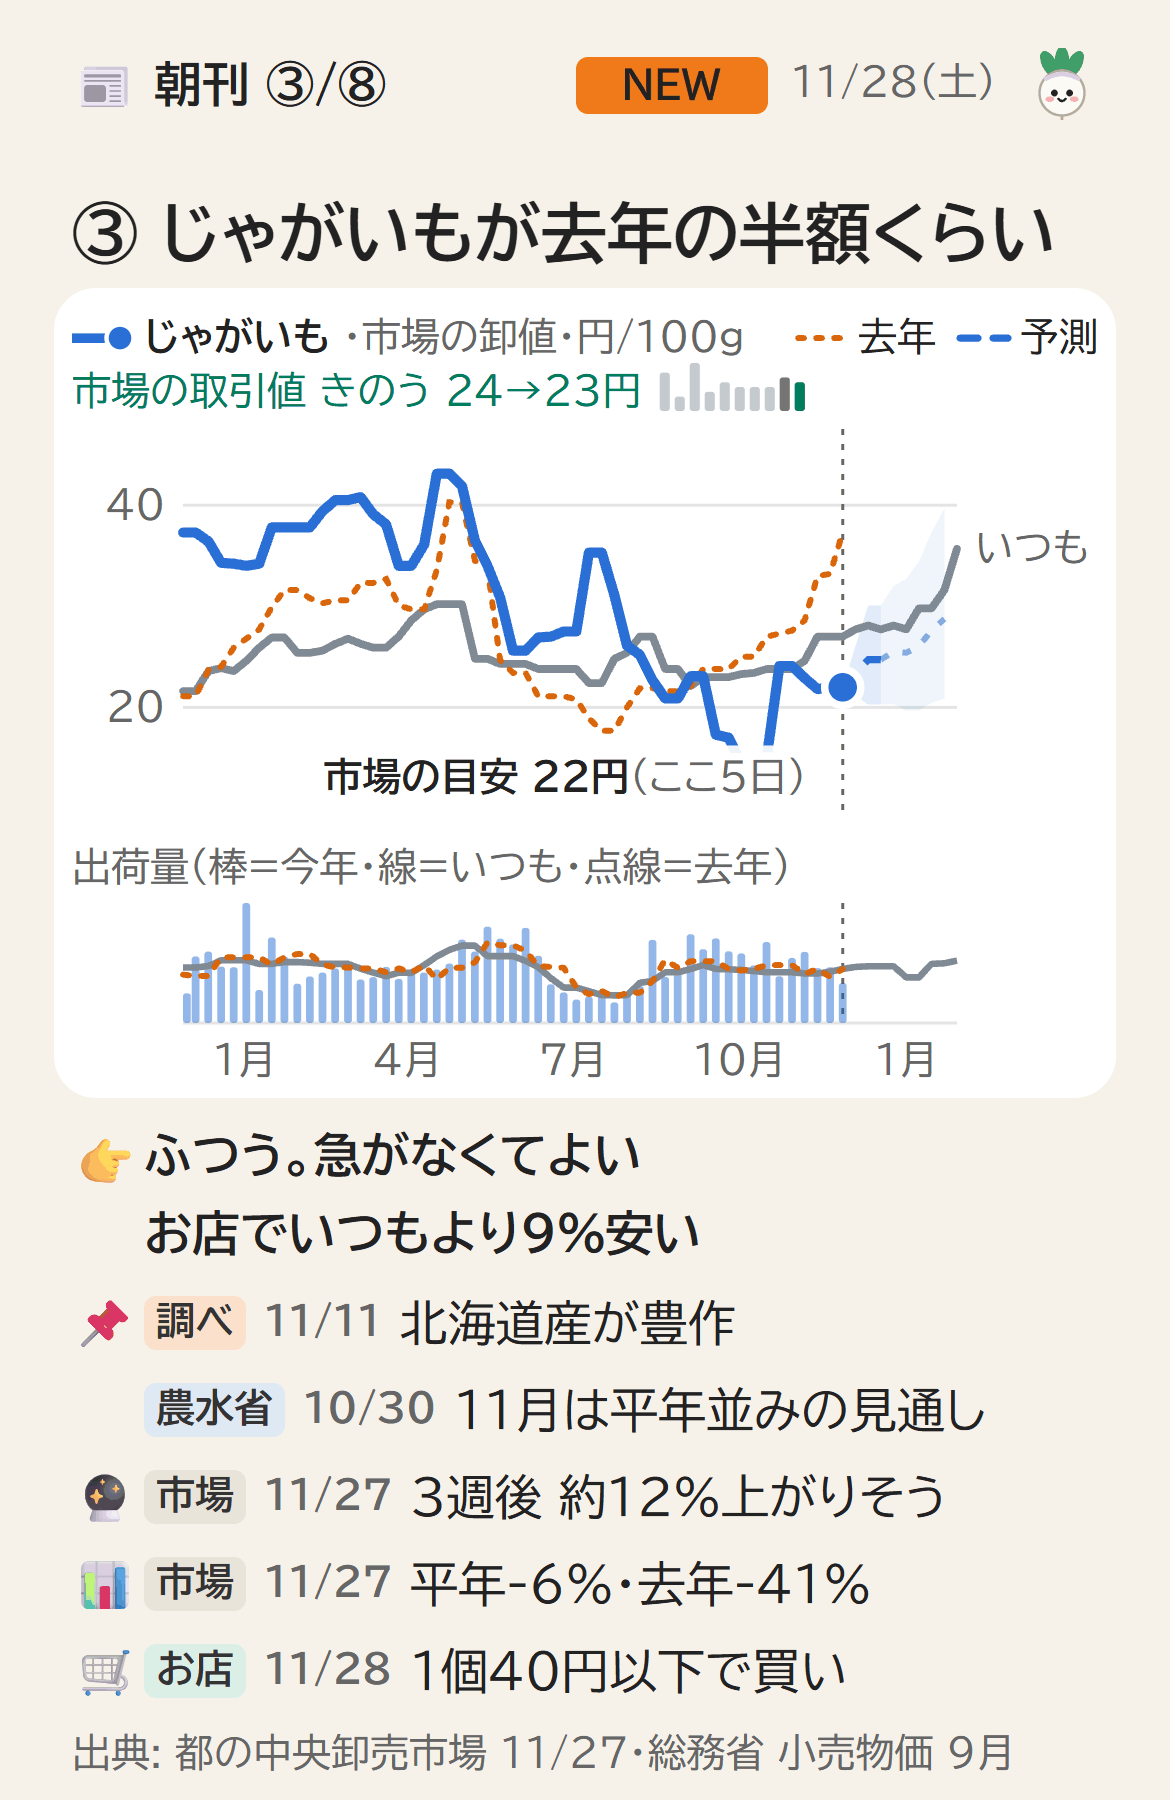 朝刊 ③/⑧
NEW
11/28(土)
③ じゃがいもが去年の半額くらい
じゃがいも ・市場の卸値・円/100g
去年
予測
市場の取引値 きのう 24→23円
40
いつも
20
市場の目安 22円(ここ5日)
出荷量(棒=今年・線=いつも・点線=去年)
1月 4月 7月 10月 1月
ふつう。急がなくてよい
お店でいつもより9%安い
調べ 11/11 北海道産が豊作
農水省 10/30 11月は平年並みの見通し
市場 11/27 3週後 約12%上がりそう
市場 11/27 平年-6%・去年-41%
お店 11/28 1個40円以下で買い
出典: 都の中央卸売市場 11/27・総務省 小売物価 9月